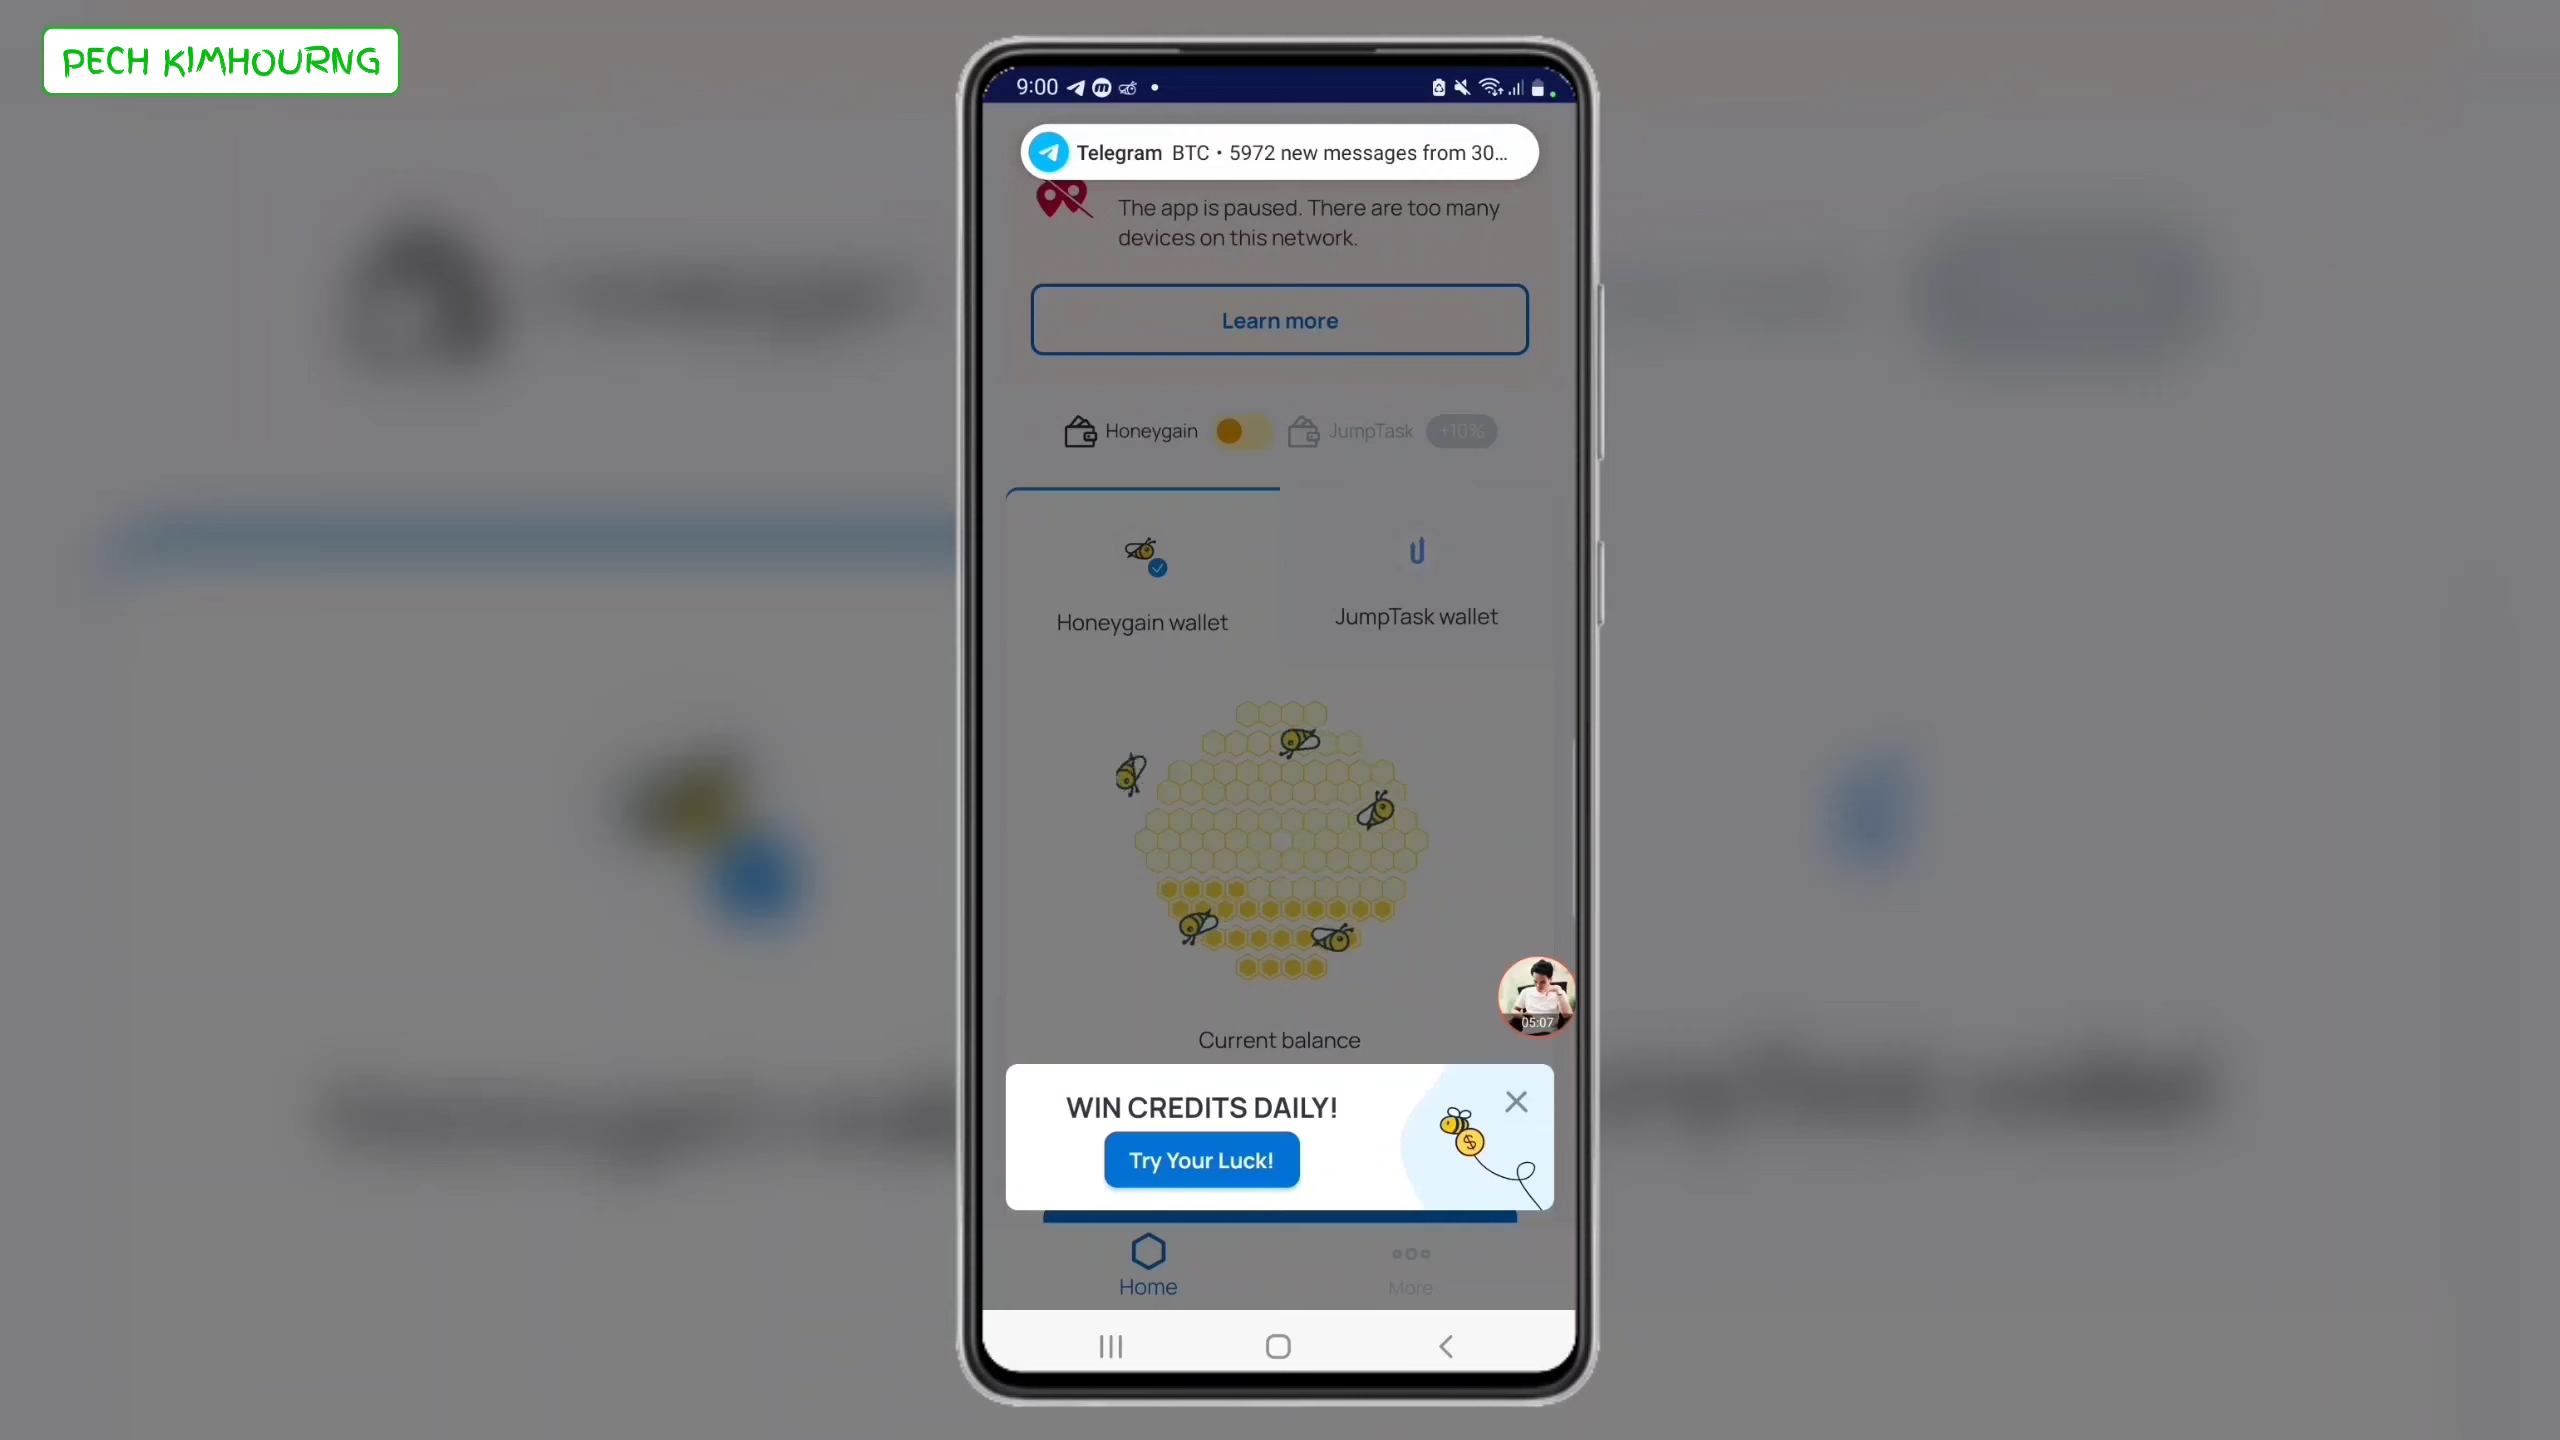 PECH KIMHOURNG
9:00
Telegram BTC • 5972 new messages from 30...
The app is paused. There are too many
devices on this network.
Learn more
Honeygain JumpTask +10%
Honeygain wallet JumpTask wallet
05:07
Current balance
WIN CREDITS DAILY!
Try Your Luck!
Home More